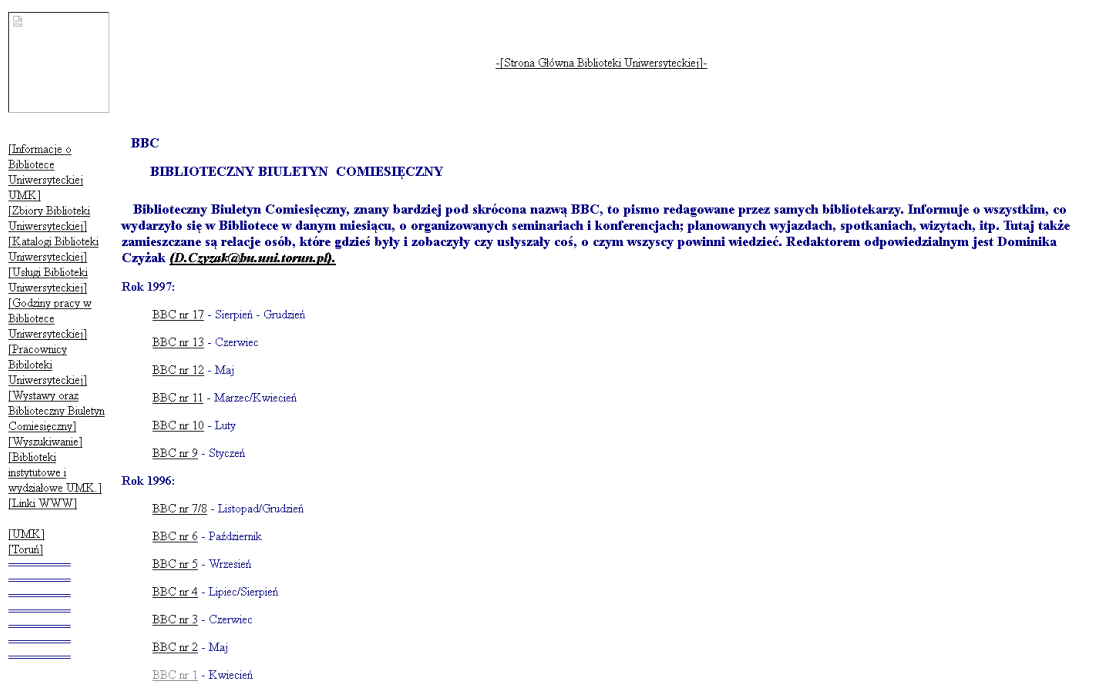 -[Strona Główna Biblioteki Uniwersyteckiej]-
[Informacje o
Bibliotece
Uniwersyteckiej
UMK]
[Zbiory Biblioteki
Uniwersyteckiej]
[Katalogi Biblioteki
Uniwersyteckiej]
[Usługi Biblioteki
Uniwersyteckiej]
[Godziny pracy w
Bibliotece
Uniwersyteckiej]
[Pracownicy
Bibiloteki
Uniwersyteckiej]
[Wystawy oraz
Biblioteczny Biuletyn
Comiesięczny]
[Wyszukiwanie]
[Biblioteki
instytutowe i
wydziałowe UMK.]
[Linki WWW]
[UMK]
[Toruń]
BBC
BIBLIOTECZNY BIULETYN COMIESIĘCZNY
Biblioteczny Biuletyn Comiesięczny, znany bardziej pod skrócona nazwą BBC, to pismo redagowane przez samych bibliotekarzy. Informuje o wszystkim, co
wydarzyło się w Bibliotece w danym miesiącu, o organizowanych seminariach i konferencjach; planowanych wyjazdach, spotkaniach, wizytach, itp. Tutaj także
zamieszczane są relacje osób, które gdzieś były i zobaczyły czy usłyszały coś, o czym wszyscy powinni wiedzieć. Redaktorem odpowiedzialnym jest Dominika
Czyżak (D.Czyzak@bu.uni.torun.pl).
Rok 1997:
BBC nr 17 - Sierpień - Grudzień
BBC nr 13 - Czerwiec
BBC nr 12 - Maj
BBC nr 11 - Marzec/Kwiecień
BBC nr 10 - Luty
BBC nr 9 - Styczeń
Rok 1996:
BBC nr 7/8 - Listopad/Grudzień
BBC nr 6 - Październik
BBC nr 5 - Wrzesień
BBC nr 4 - Lipiec/Sierpień
BBC nr 3 - Czerwiec
BBC nr 2 - Maj
BBC nr 1 - Kwiecień